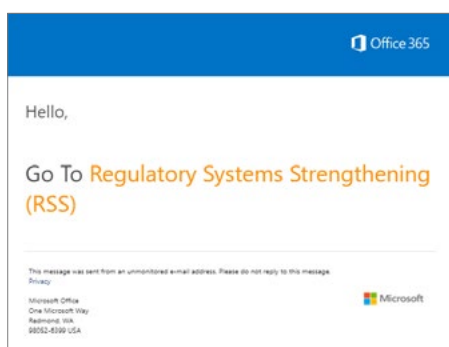 Office 365
Hello,
Go To Regulatory Systems Strengthening
(RSS)
This message was sent from an unmonitored e-mail address. Please do not reply to this message.
Privacy
Microsoft Office
One Microsoft Way
Redmond, WA
98052-6399 USA
Microsoft